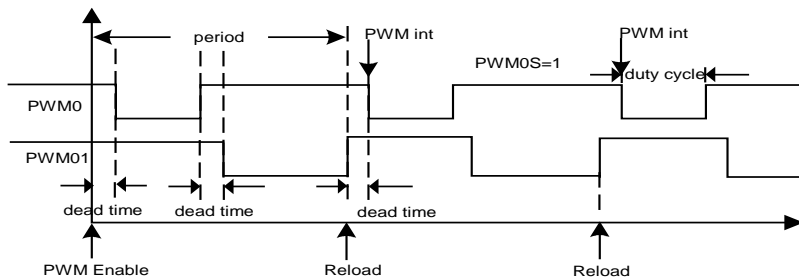 period
PWM int
PWM int
PWM0S=1
duty cycle
PWM0
PWM01
dead time
dead time
dead time
PWM Enable
Reload
Reload